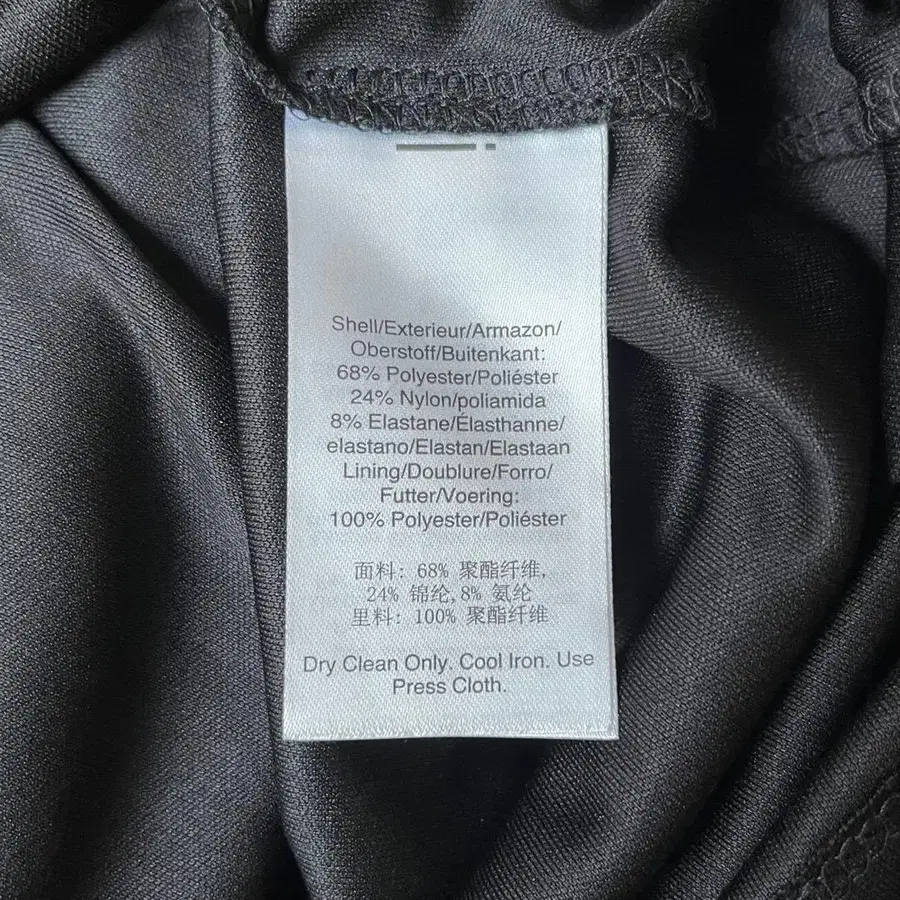 Shell/Exterieur/Armazon/
Oberstoff/Buitenkant:
68% Polyester/Poliéster
24% Nylon/poliamida
8% Elastane/Élasthanne/
elastano/Elastan/Elastaan
Lining/Doublure/Forro/
Futter/Voering:
100% Polyester/Poliéster
面料: 68% 聚酯纤维,
24% 锦纶,8% 氨纶
里料: 100% 聚酯纤维
Dry Clean Only. Cool Iron. Use
Press Cloth.